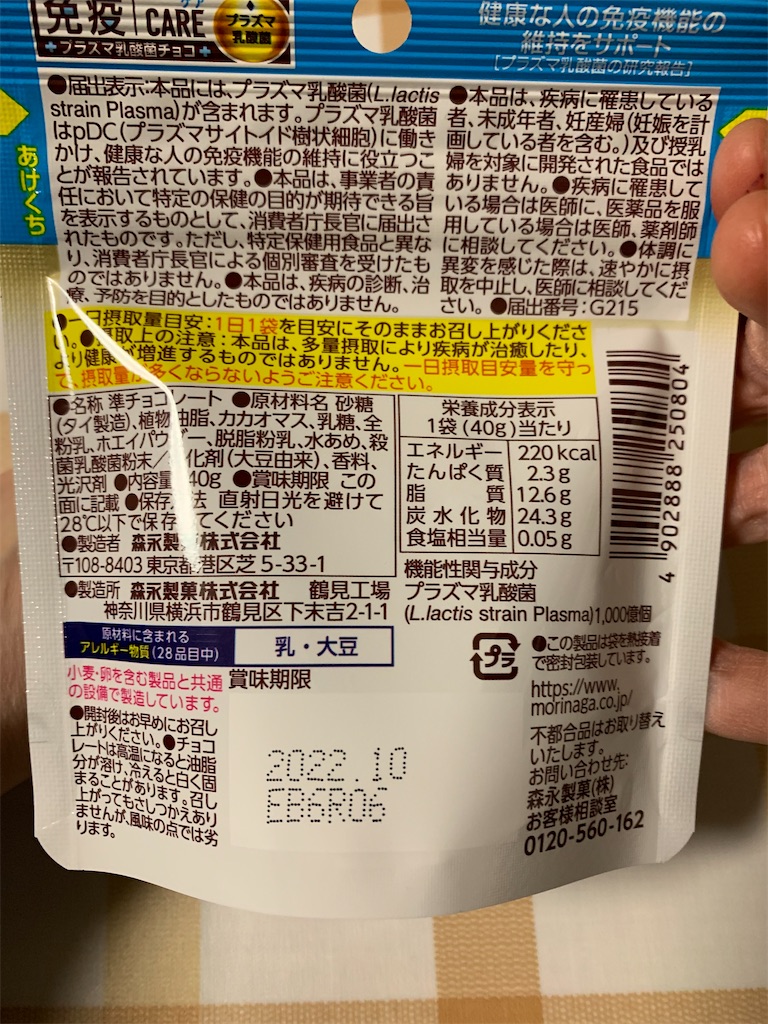 免疫 CARE
ケア
プラズマ乳酸菌チョコ
プラズマ
乳酸菌
健康な人の免疫機能の
維持をサポート
[プラズマ乳酸菌の研究報告]
あけくち
●届出表示:本品には、プラズマ乳酸菌(L.lactis
strain Plasma)が含まれます。プラズマ乳酸菌
はpDC(プラズマサイトイド樹状細胞)に働き
かけ、健康な人の免疫機能の維持に役立つこ
とが報告されています。●本品は、事業者の責
任において特定の保健の目的が期待できる旨
を表示するものとして、消費者庁長官に届出さ
れたものです。ただし、特定保健用食品と異な
り、消費者庁長官による個別審査を受けたも
のではありません。●本品は、疾病の診断、治
療、予防を目的としたものではありません。
●本品は、疾病に罹患している
者、未成年者、妊産婦(妊娠を計
画している者を含む。)及び授乳
婦を対象に開発された食品では
ありません。●疾病に罹患して
いる場合は医師に、医薬品を服
用している場合は医師、薬剤師
に相談してください。●体調に
異変を感じた際は、速やかに摂
取を中止し、医師に相談してくだ
さい。●届出番号:G215
●一日摂取量目安:1日1袋を目安にそのままお召し上がりくださ
い。●摂取上の注意:本品は、多量摂取により疾病が治癒したり、
より健康が増進するものではありません。一日摂取目安量を守っ
て、摂取量が多くならないようご注意ください。
●名称 準チョコレート ●原材料名 砂糖
(タイ製造)、植物油脂、カカオマス、乳糖、全
粉乳、ホエイパウダー、脱脂粉乳、水あめ、殺
菌乳酸菌粉末/乳化剤(大豆由来)、香料、
光沢剤 ●内容量 40g ●賞味期限 この
面に記載 ●保存方法 直射日光を避けて
28℃以下で保存してください
●製造者 森永製菓株式会社
〒108-8403 東京都港区芝 5-33-1
栄養成分表示
1袋(40g)当たり
エネルギー 220 kcal
たんぱく質 2.3 g
脂質 12.6 g
炭水化物 24.3 g
食塩相当量 0.05 g
4 902888 250804
●製造所 森永製菓株式会社 鶴見工場
神奈川県横浜市鶴見区下末吉2-1-1
機能性関与成分
プラズマ乳酸菌
(L.lactis strain Plasma)1,000億個
原材料に含まれる
アレルギー物質(28品目中)
乳・大豆
小麦・卵を含む製品と共通
の設備で製造しています。
賞味期限
2022.10
EB6R06
●開封後はお早めにお召し
上がりください。●チョコ
レートは高温になると油脂
分が溶け、冷えると白く固
まることがあります。召し
上がってもさしつかえあり
ませんが、風味の点では劣
ります。
プラ
●この製品は袋を熱接着
で密封包装しています。
https://www.
morinaga.co.jp/
不都合品はお取り替え
いたします。
お問い合わせ先:
森永製菓(株)
お客様相談室
0120-560-162